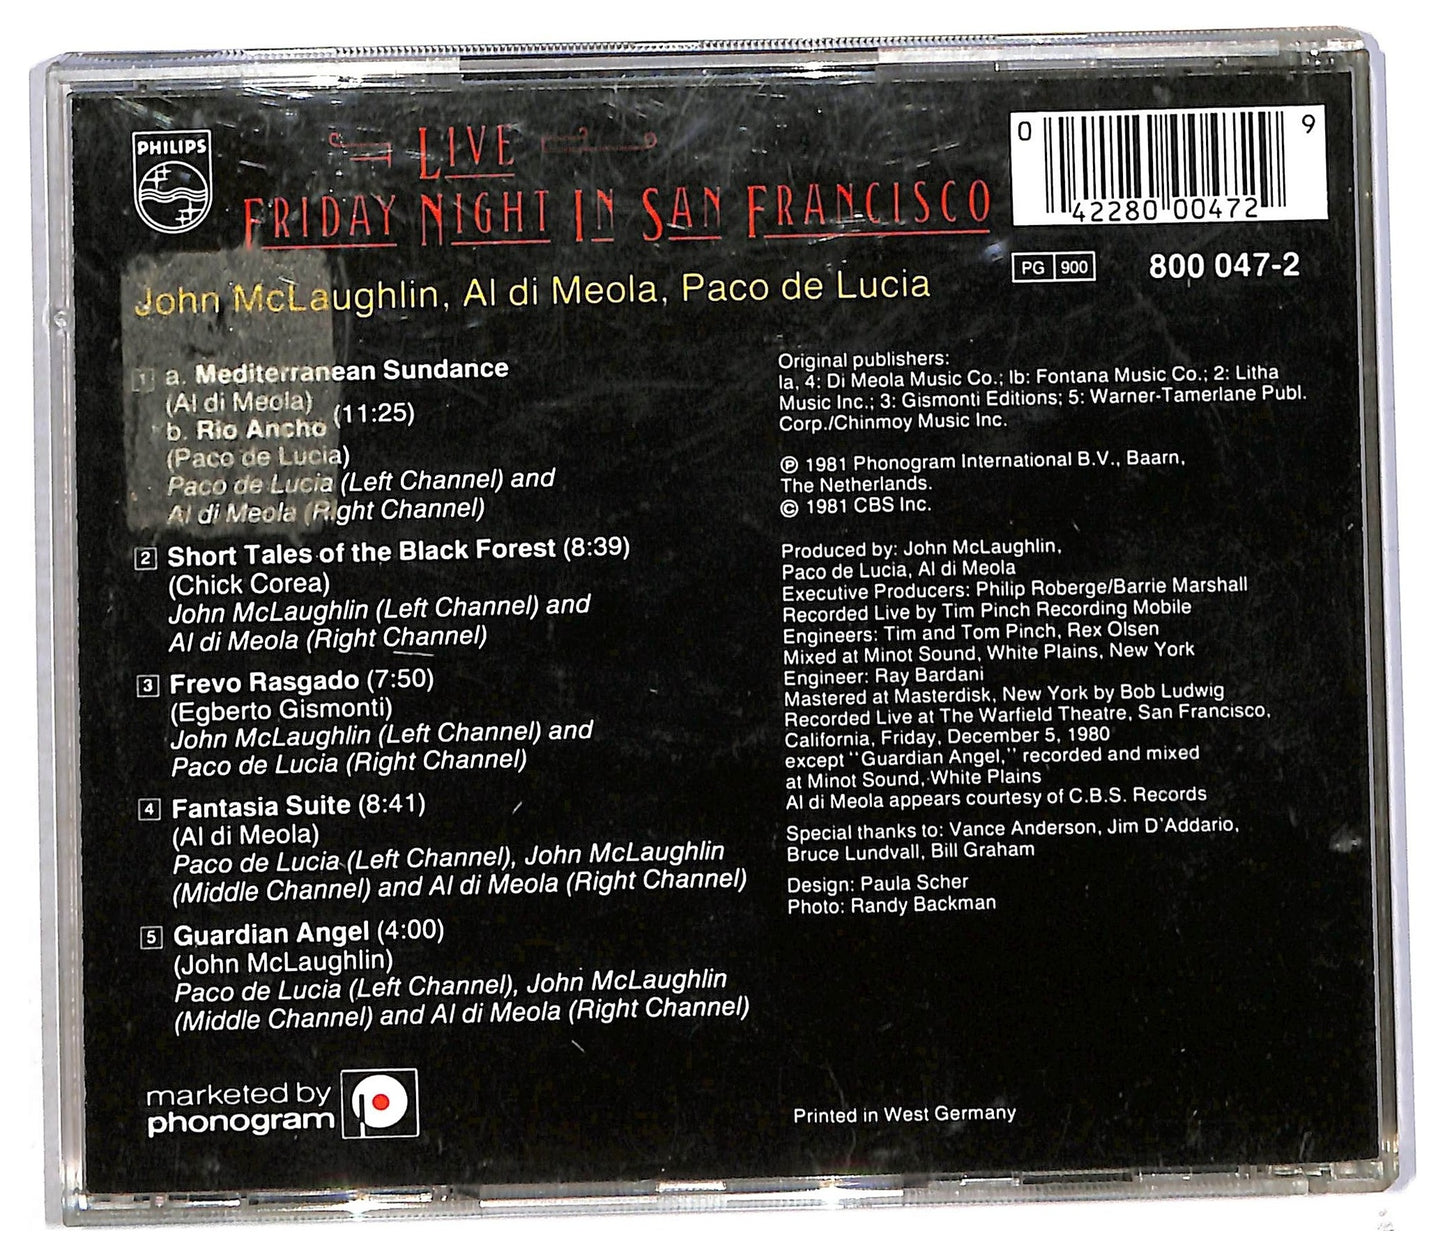 PHILIPS
LIVE
FRIDAY NIGHT IN SAN FRANCISCO
John McLaughlin, Al di Meola, Paco de Lucia
0 42280 00472 9
PG 900 800 047-2
1 a. Mediterranean Sundance
(Al di Meola)
(11:25)
b. Rio Ancho
(Paco de Lucia)
Paco de Lucia (Left Channel) and
Al di Meola (Right Channel)
2 Short Tales of the Black Forest (8:39)
(Chick Corea)
John McLaughlin (Left Channel) and
Al di Meola (Right Channel)
3 Frevo Rasgado (7:50)
(Egberto Gismonti)
John McLaughlin (Left Channel) and
Paco de Lucia (Right Channel)
4 Fantasia Suite (8:41)
(Al di Meola)
Paco de Lucia (Left Channel), John McLaughlin
(Middle Channel) and Al di Meola (Right Channel)
5 Guardian Angel (4:00)
(John McLaughlin)
Paco de Lucia (Left Channel), John McLaughlin
(Middle Channel) and Al di Meola (Right Channel)
marketed by
phonogram
Original publishers:
Ia, 4: Di Meola Music Co.; Ib: Fontana Music Co.; 2: Litha
Music Inc.; 3: Gismonti Editions; 5: Warner-Tamerlane Publ.
Corp./Chinmoy Music Inc.
℗ 1981 Phonogram International B.V., Baarn,
The Netherlands.
© 1981 CBS Inc.
Produced by: John McLaughlin,
Paco de Lucia, Al di Meola
Executive Producers: Philip Roberge/Barrie Marshall
Recorded Live by Tim Pinch Recording Mobile
Engineers: Tim and Tom Pinch, Rex Olsen
Mixed at Minot Sound, White Plains, New York
Engineer: Ray Bardani
Mastered at Masterdisk, New York by Bob Ludwig
Recorded Live at The Warfield Theatre, San Francisco,
California, Friday, December 5, 1980
except "Guardian Angel," recorded and mixed
at Minot Sound, White Plains
Al di Meola appears courtesy of C.B.S. Records
Special thanks to: Vance Anderson, Jim D'Addario,
Bruce Lundvall, Bill Graham
Design: Paula Scher
Photo: Randy Backman
Printed in West Germany